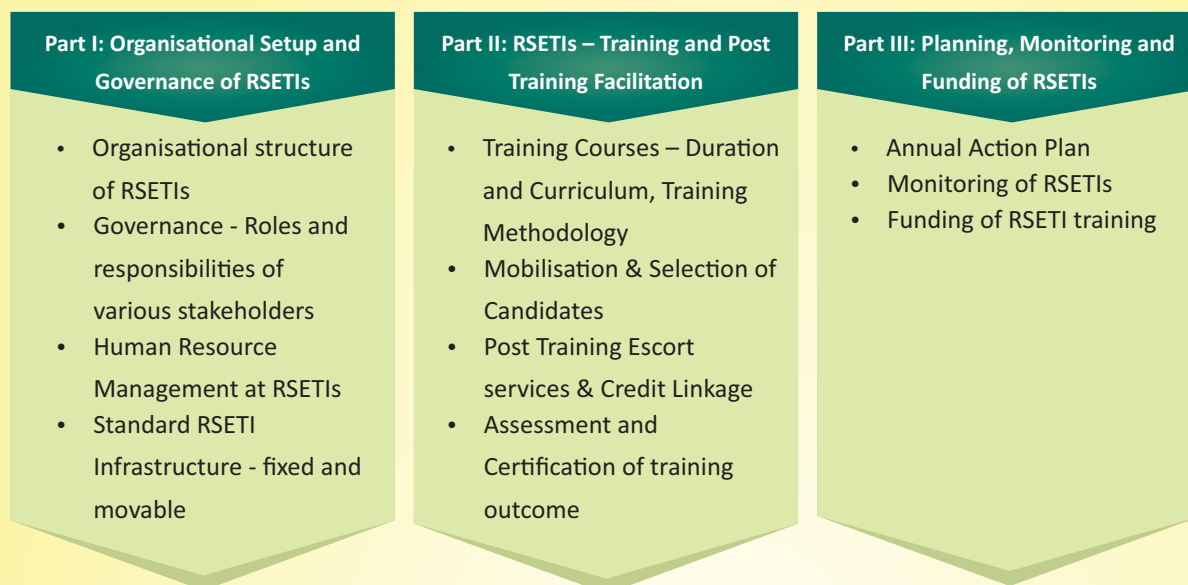 Part I: Organisational Setup and
Governance of RSETIs
• Organisational structure
of RSETIs
• Governance - Roles and
responsibilities of
various stakeholders
• Human Resource
Management at RSETIs
• Standard RSETI
Infrastructure - fixed and
movable
Part II: RSETIs – Training and Post
Training Facilitation
• Training Courses – Duration
and Curriculum, Training
Methodology
• Mobilisation & Selection of
Candidates
• Post Training Escort
services & Credit Linkage
• Assessment and
Certification of training
outcome
Part III: Planning, Monitoring and
Funding of RSETIs
• Annual Action Plan
• Monitoring of RSETIs
• Funding of RSETI training